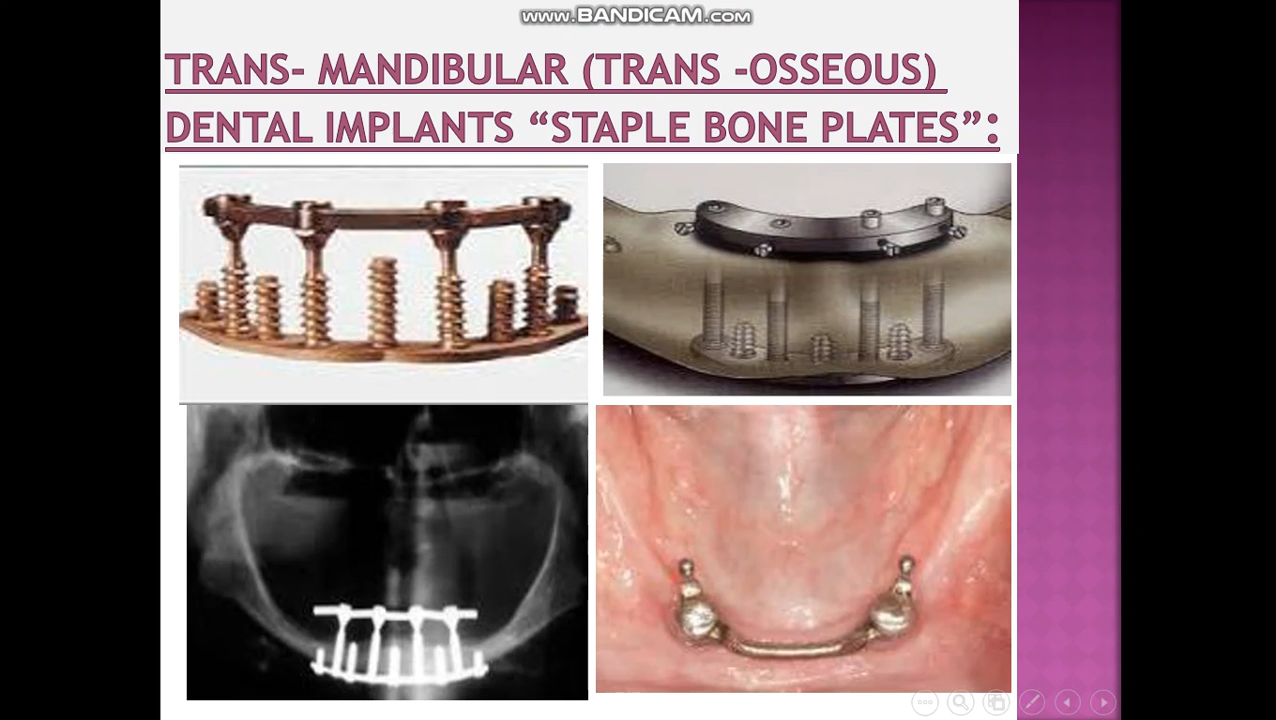 www.BANDICAM.com
TRANS- MANDIBULAR (TRANS -OSSEOUS)
DENTAL IMPLANTS “STAPLE BONE PLATES”: